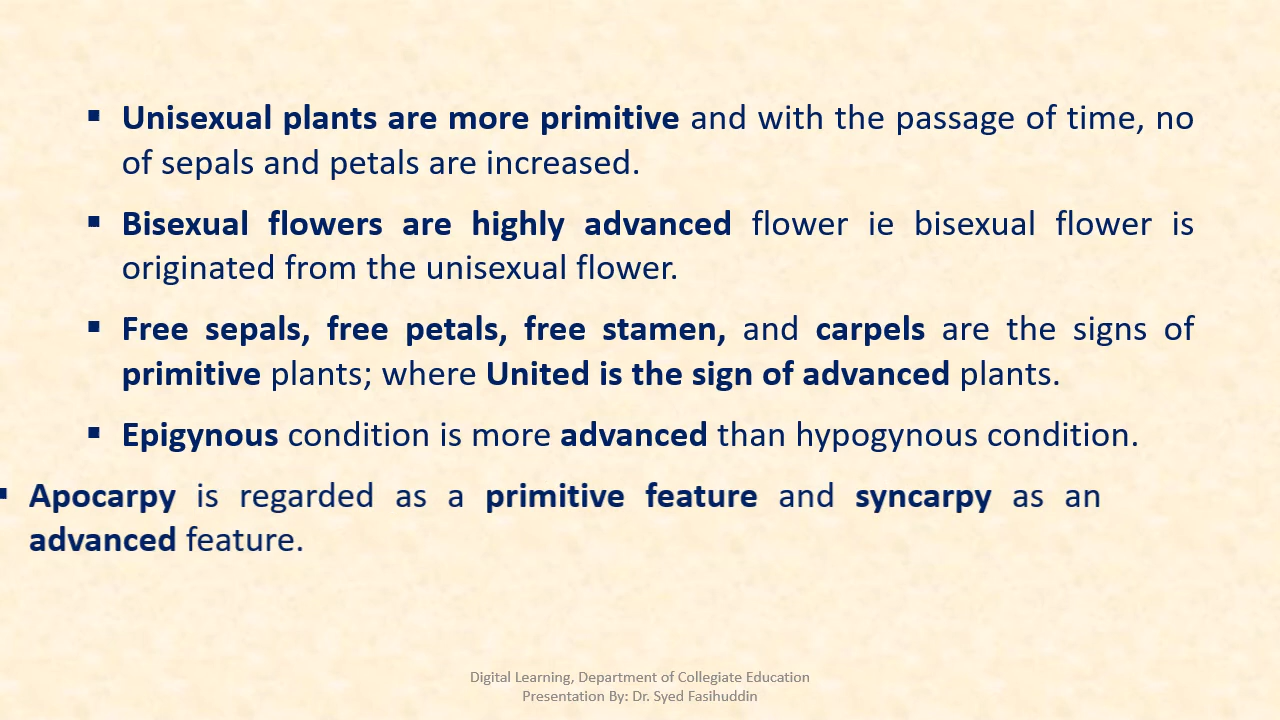 ▪ Unisexual plants are more primitive and with the passage of time, no
of sepals and petals are increased.
▪ Bisexual flowers are highly advanced flower ie bisexual flower is
originated from the unisexual flower.
▪ Free sepals, free petals, free stamen, and carpels are the signs of
primitive plants; where United is the sign of advanced plants.
▪ Epigynous condition is more advanced than hypogynous condition.
▪ Apocarpy is regarded as a primitive feature and syncarpy as an
advanced feature.
Digital Learning, Department of Collegiate Education
Presentation By: Dr. Syed Fasihuddin